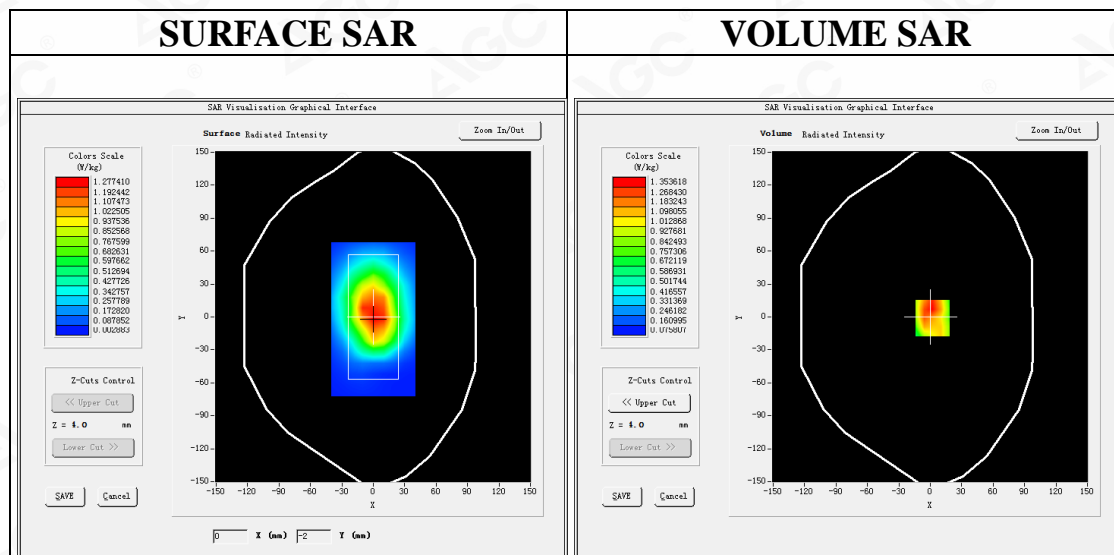 SURFACE SAR
SAR Visualisation Graphical Interface
Surface Radiated Intensity
Zoom In/Out
Colors Scale
(W/kg)
1.277410
1.192442
1.107473
1.022505
0.937536
0.852568
0.767599
0.682631
0.597662
0.512694
0.427726
0.342757
0.257789
0.172820
0.087852
0.002883
150
120
90
60
30
0
-30
-60
-90
-120
-150
Y
-150 -120 -90 -60 -30 0 30 60 90 120 150
X
Z-Cuts Control
<< Upper Cut
Z = 4.0 mm
Lower Cut >>
SAVE Cancel
0 X (mm) -2 Y (mm)
VOLUME SAR
SAR Visualisation Graphical Interface
Volume Radiated Intensity
Zoom In/Out
Colors Scale
(W/kg)
1.353618
1.268430
1.183243
1.098055
1.012868
0.927681
0.842493
0.757306
0.672119
0.586931
0.501744
0.416557
0.331369
0.246182
0.160995
0.075807
150
120
90
60
30
0
-30
-60
-90
-120
-150
Y
-150 -120 -90 -60 -30 0 30 60 90 120 150
X
Z-Cuts Control
<< Upper Cut
Z = 4.0 mm
Lower Cut >>
SAVE Cancel